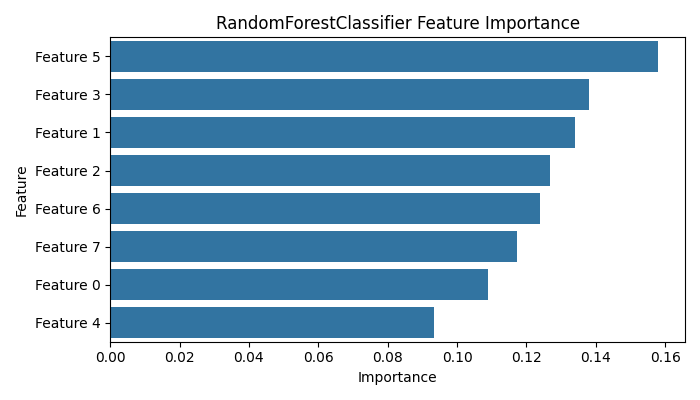 RandomForestClassifier Feature Importance
Feature 5
Feature 3
Feature 1
Feature 2
Feature 6
Feature 7
Feature 0
Feature 4
Feature
0.00 0.02 0.04 0.06 0.08 0.10 0.12 0.14 0.16
Importance